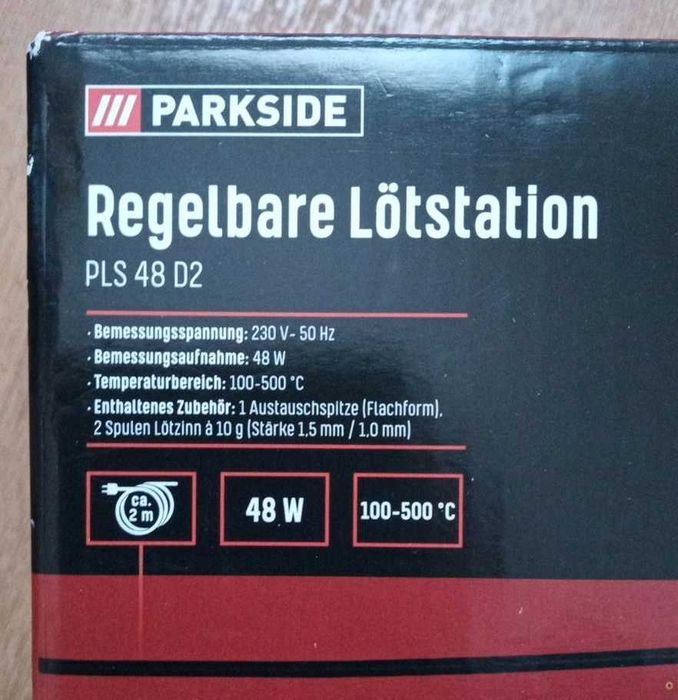 /// PARKSIDE
Regelbare Lötstation
PLS 48 D2
· Bemessungsspannung: 230 V~ 50 Hz
· Bemessungsaufnahme: 48 W
· Temperaturbereich: 100-500 °C
· Enthaltenes Zubehör: 1 Austauschspitze (Flachform),
2 Spulen Lötzinn à 10 g (Stärke 1,5 mm / 1,0 mm)
ca.
2 m
48 W
100-500 °C